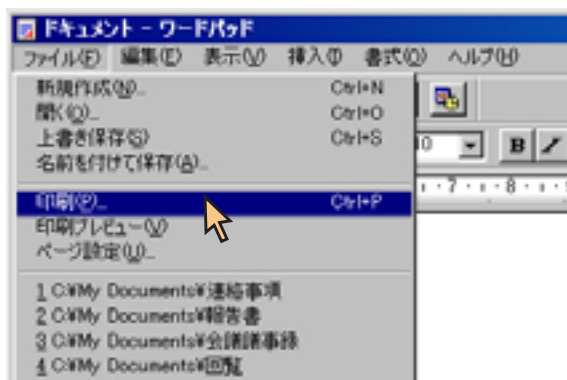 ドキュメント - ワードパッド
ファイル(F) 編集(E) 表示(V) 挿入(I) 書式(O) ヘルプ(H)
新規作成(N)... Ctrl+N
開く(O)... Ctrl+O
上書き保存(S) Ctrl+S
名前を付けて保存(A)...
印刷(P)... Ctrl+P
印刷プレビュー(V)
ページ設定(U)...
1 C:¥My Documents¥連絡事項
2 C:¥My Documents¥報告書
3 C:¥My Documents¥会議議事録
4 C:¥My Documents¥回覧
10 B I
7 8